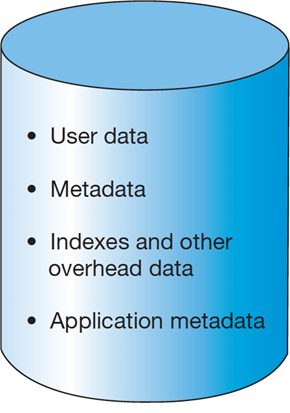 • User data
• Metadata
• Indexes and other
overhead data
• Application metadata